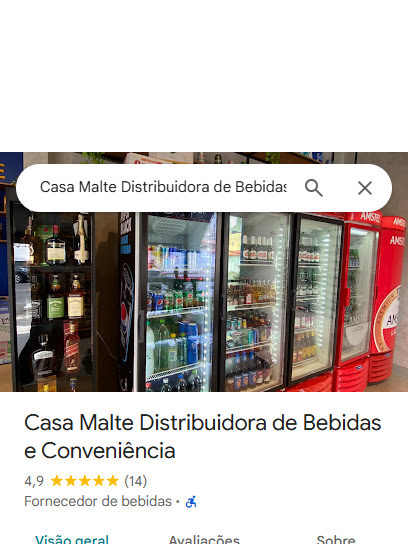 Casa Malte Distribuidora de Bebidas
AMSTEL
Casa Malte Distribuidora de Bebidas
e Conveniência
4,9 (14)
Fornecedor de bebidas ·
Visão geral Avaliações Sobre